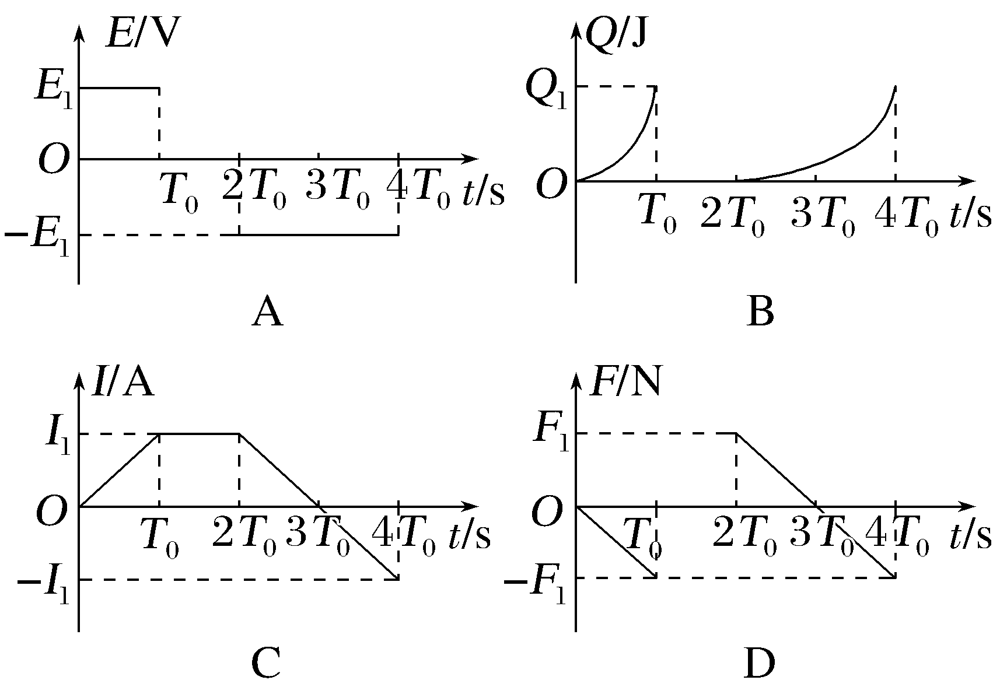 E/V
E₁
O
T₀ 2T₀ 3T₀ 4T₀ t/s
−E₁
A
Q/J
Q₁
O
T₀ 2T₀ 3T₀ 4T₀ t/s
B
I/A
I₁
O
T₀ 2T₀ 3T₀ 4T₀ t/s
−I₁
C
F/N
F₁
O
T₀ 2T₀ 3T₀ 4T₀ t/s
−F₁
D